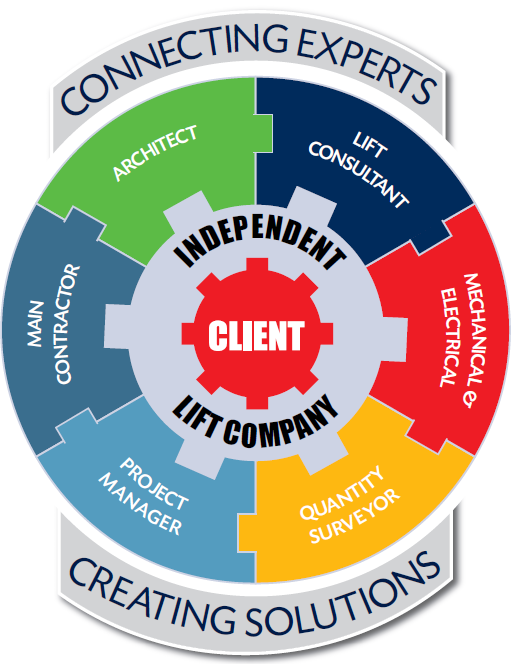 CONNECTING EXPERTS
ARCHITECT
LIFT
CONSULTANT
MECHANICAL &
ELECTRICAL
QUANTITY
SURVEYOR
PROJECT
MANAGER
MAIN
CONTRACTOR
INDEPENDENT
CLIENT
LIFT COMPANY
CREATING SOLUTIONS